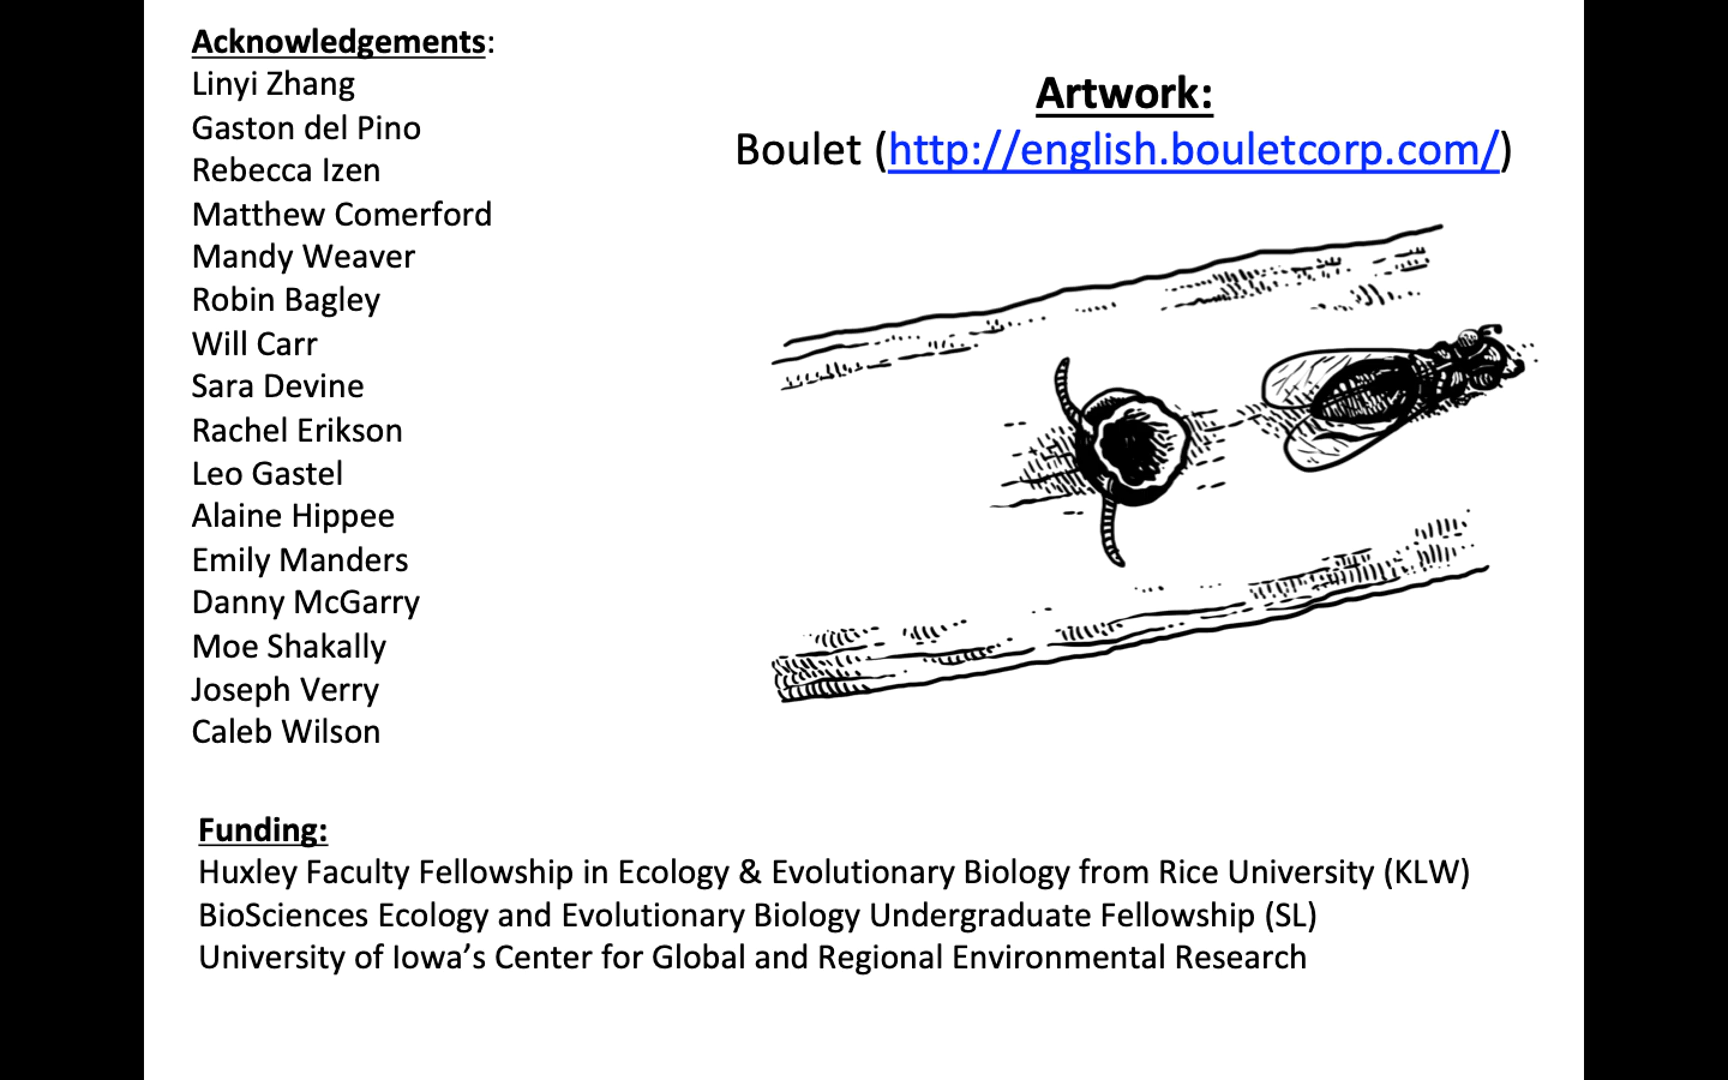 Acknowledgements:
Linyi Zhang
Gaston del Pino
Rebecca Izen
Matthew Comerford
Mandy Weaver
Robin Bagley
Will Carr
Sara Devine
Rachel Erikson
Leo Gastel
Alaine Hippee
Emily Manders
Danny McGarry
Moe Shakally
Joseph Verry
Caleb Wilson
Artwork:
Boulet (http://english.bouletcorp.com/)
Funding:
Huxley Faculty Fellowship in Ecology & Evolutionary Biology from Rice University (KLW)
BioSciences Ecology and Evolutionary Biology Undergraduate Fellowship (SL)
University of Iowa’s Center for Global and Regional Environmental Research